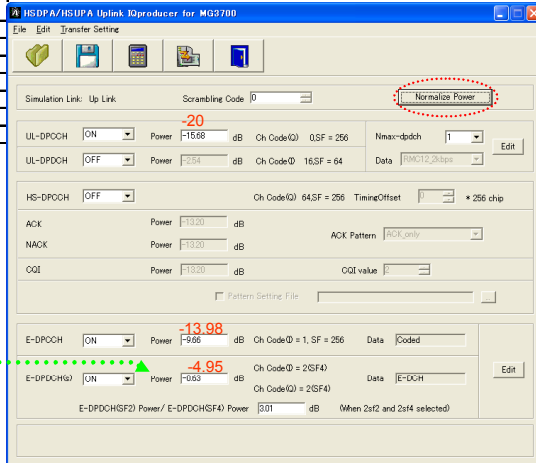 HSDPA/HSUPA Uplink IQproducer for MG3700
File Edit Transfer Setting
Simulation Link: Up Link Scrambling Code 0 Normalize Power
-20
UL-DPCCH ON Power -15.68 dB Ch Code(Q) 0,SF = 256 Nmax-dpdch 1 Edit
UL-DPDCH OFF Power -2.54 dB Ch Code(I) 16,SF = 64 Data RMC12_2kbps
HS-DPCCH OFF Ch Code(Q) 64,SF = 256 TimingOffset 0 * 256 chip
ACK Power -13.20 dB
ACK Pattern ACK_only
NACK Power -13.20 dB
CQI Power -13.20 dB CQI value 2
Pattern Setting File ...
-13.98
E-DPCCH ON Power -9.66 dB Ch Code(I) = 1, SF = 256 Data Coded
-4.95
Ch Code(I) = 2(SF4)
E-DPDCH(s) ON Power -0.63 dB Data E-DCH Edit
Ch Code(Q) = 2(SF4)
E-DPDCH(SF2) Power/ E-DPDCH(SF4) Power 3.01 dB (When 2sf2 and 2sf4 selected)